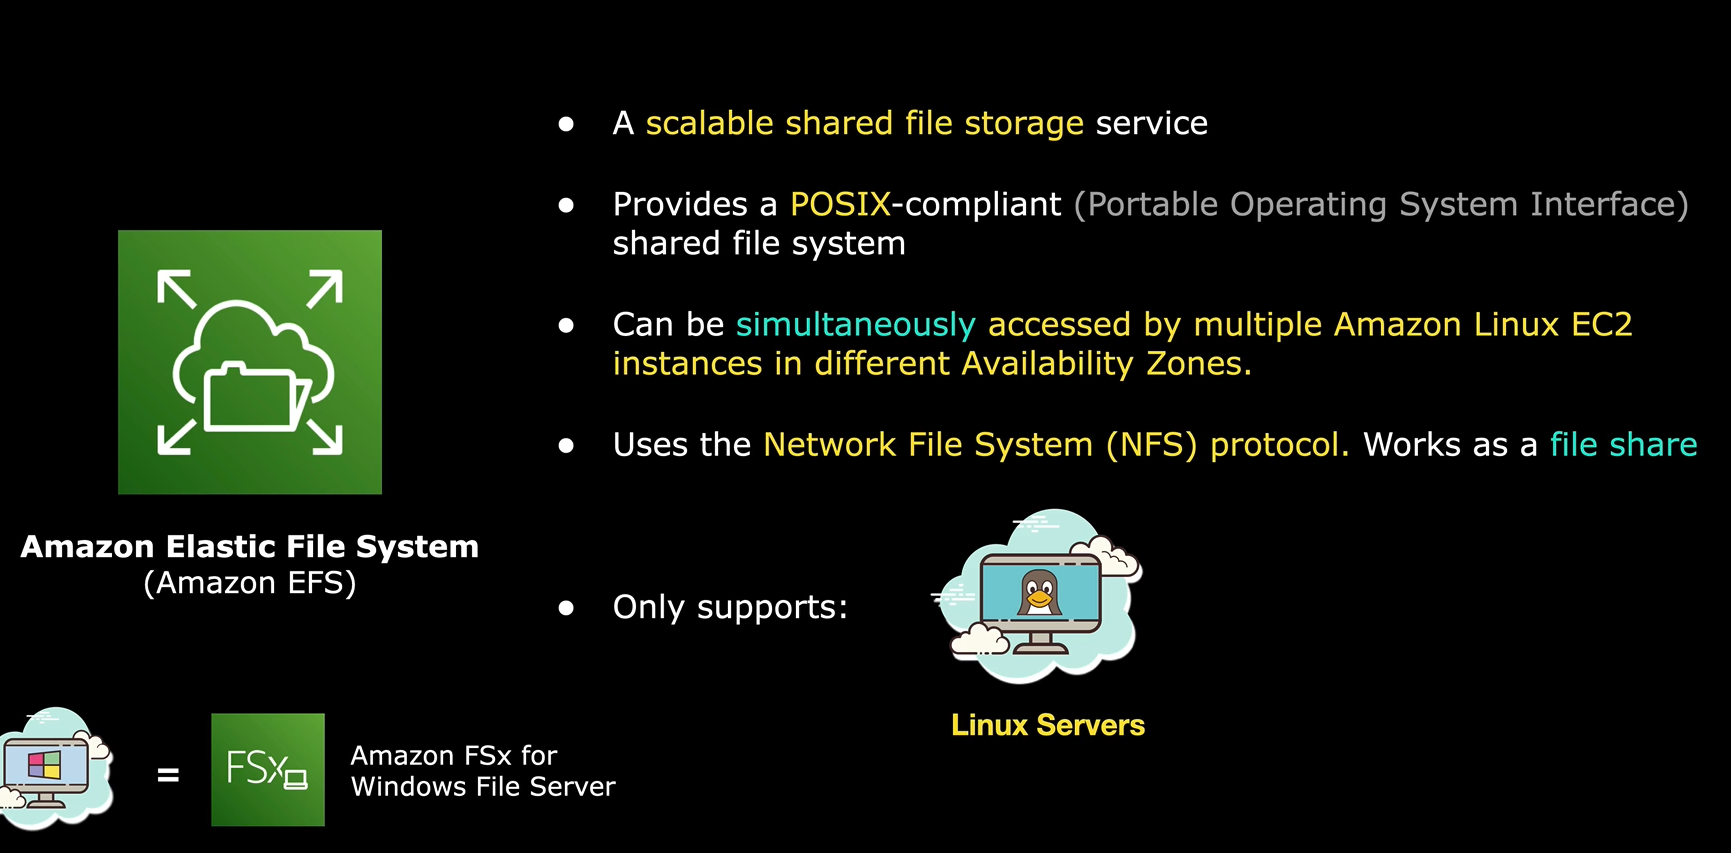 ● A scalable shared file storage service
● Provides a POSIX-compliant (Portable Operating System Interface)
shared file system
● Can be simultaneously accessed by multiple Amazon Linux EC2
instances in different Availability Zones.
● Uses the Network File System (NFS) protocol. Works as a file share
Amazon Elastic File System
(Amazon EFS)
● Only supports:
Linux Servers
=
FSx
Amazon FSx for
Windows File Server